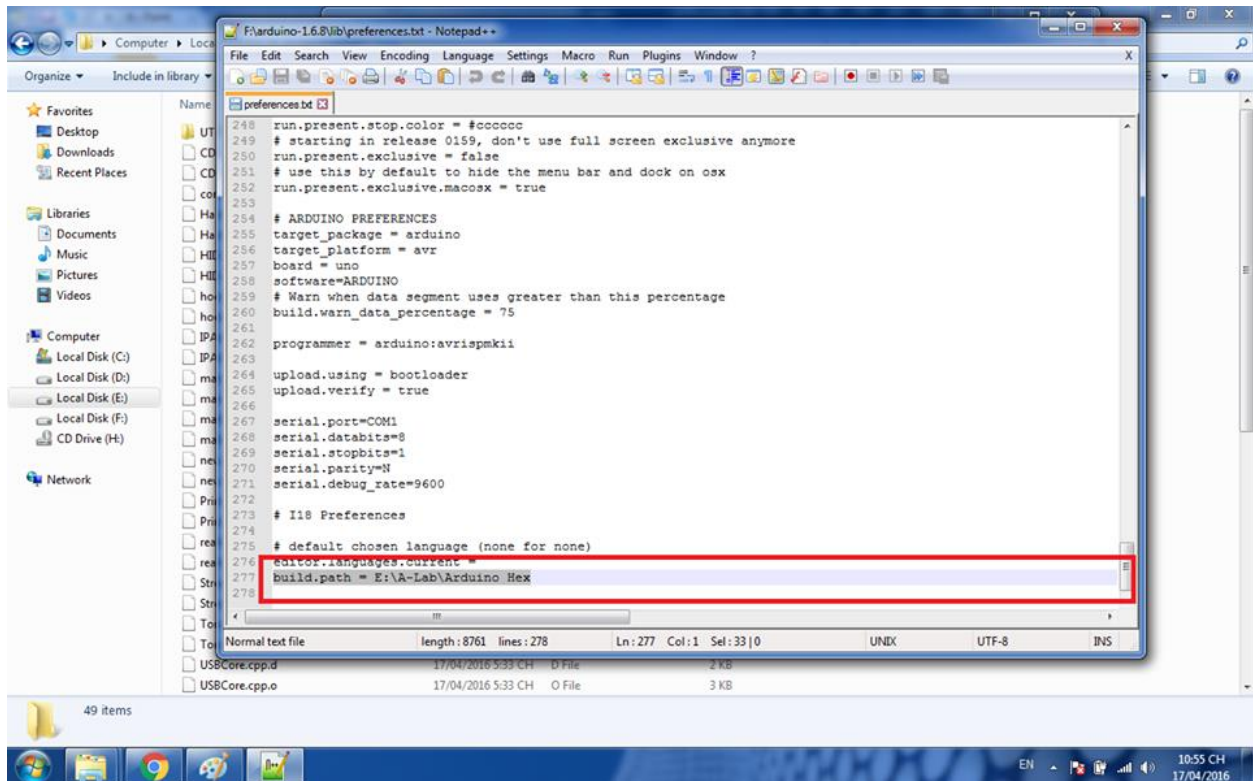 F:\arduino-1.6.8\lib\preferences.txt - Notepad++
Computer ▸ Loca
File Edit Search View Encoding Language Settings Macro Run Plugins Window ? X
Organize Include in library
preferences.txt
Favorites
Desktop
Downloads
Recent Places
Libraries
Documents
Music
Pictures
Videos
Computer
Local Disk (C:)
Local Disk (D:)
Local Disk (E:)
Local Disk (F:)
CD Drive (H:)
Network
Name
UT
CD
CD
Ha
Ha
IPA
IPA
248 run.present.stop.color = #cccccc
249 # starting in release 0159, don't use full screen exclusive anymore
250 run.present.exclusive = false
251 # use this by default to hide the menu bar and dock on osx
252 run.present.exclusive.macosx = true
253
254 # ARDUINO PREFERENCES
255 target_package = arduino
256 target_platform = avr
257 board = uno
258 software=ARDUINO
259 # Warn when data segment uses greater than this percentage
260 build.warn_data_percentage = 75
261
262 programmer = arduino:avrispmkii
263
264 upload.using = bootloader
265 upload.verify = true
266
267 serial.port=COM1
268 serial.databits=8
269 serial.stopbits=1
270 serial.parity=N
271 serial.debug_rate=9600
272
273 # I18 Preferences
274
275 # default chosen language (none for none)
276 editor.languages.current =
277 build.path = E:\A-Lab\Arduino Hex
278
Normal text file length : 8761 lines : 278 Ln : 277 Col : 1 Sel : 33 | 0 UNIX UTF-8 INS
USBCore.cpp.d 17/04/2016 5:33 CH D File 2 KB
USBCore.cpp.o 17/04/2016 5:33 CH O File 3 KB
49 items
EN 10:55 CH
17/04/2016